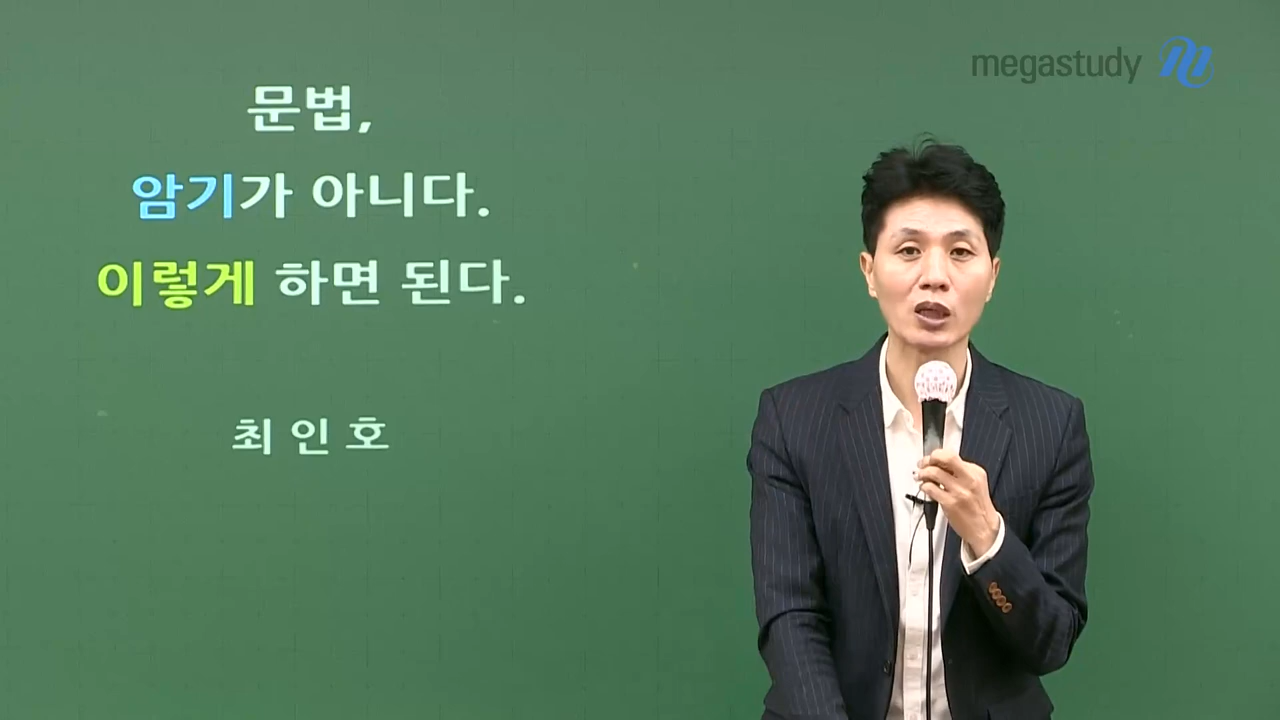 megastudy
문법,
암기가 아니다.
이렇게 하면 된다.
최인호